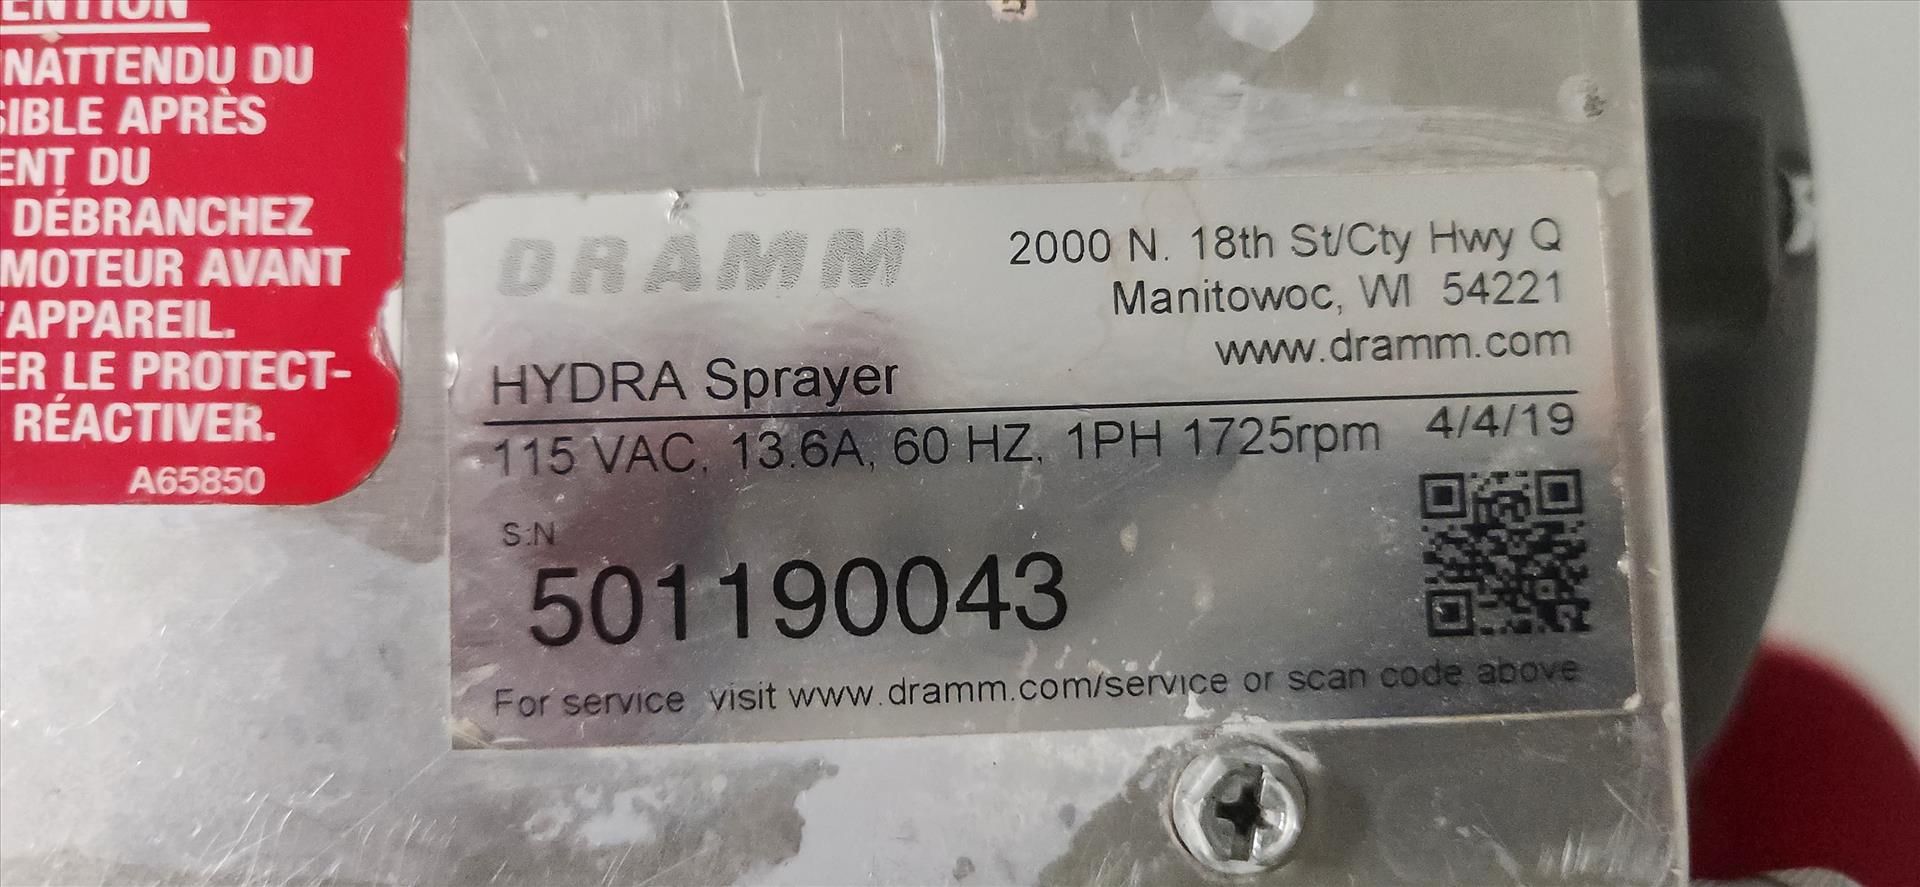 ENTION
NATTENDU DU
SIBLE APRÈS
ENT DU
DÉBRANCHEZ
MOTEUR AVANT
'APPAREIL.
ER LE PROTECT-
RÉACTIVER.
A65850
DRAMM
2000 N. 18th St/Cty Hwy Q
Manitowoc, WI 54221
www.dramm.com
HYDRA Sprayer
115 VAC, 13.6A, 60 HZ, 1PH 1725rpm 4/4/19
S:N
501190043
For service visit www.dramm.com/service or scan code above